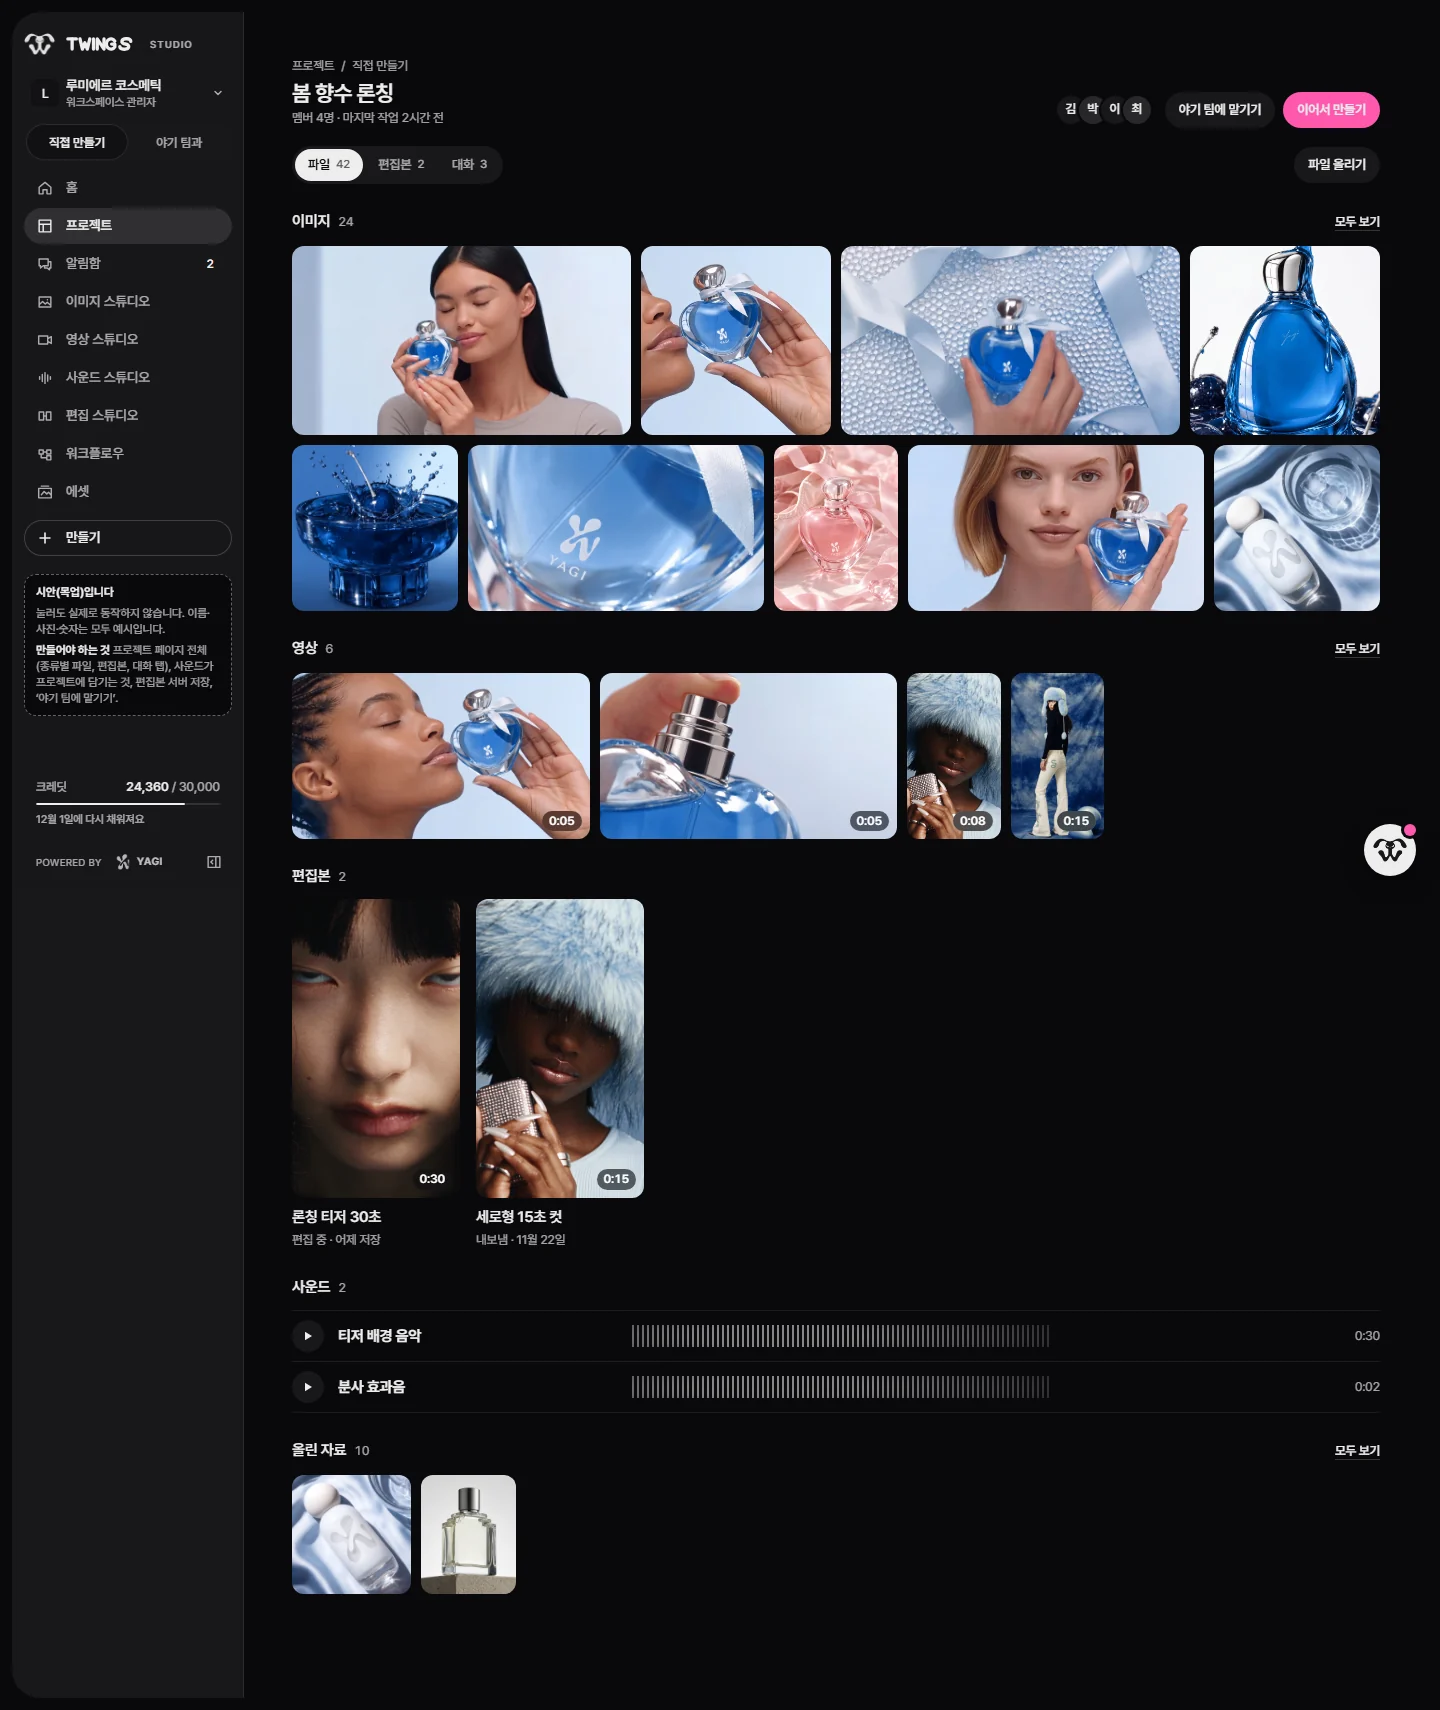 TWINGS STUDIO
L
루미에르 코스메틱
워크스페이스 관리자
직접 만들기
야기 팀과
홈
프로젝트
알림함 2
이미지 스튜디오
영상 스튜디오
사운드 스튜디오
편집 스튜디오
워크플로우
에셋
만들기
시안(목업)입니다
눌러도 실제로 동작하지 않습니다. 이름·
사진·숫자는 모두 예시입니다.
만들어야 하는 것 프로젝트 페이지 전체
(종류별 파일, 편집본, 대화 탭), 사운드가
프로젝트에 담기는 것, 편집본 서버 저장,
‘야기 팀에 맡기기’.
크레딧 24,360 / 30,000
12월 1일에 다시 채워져요
POWERED BY YAGI
프로젝트 / 직접 만들기
봄 향수 론칭
멤버 4명 · 마지막 작업 2시간 전
김 박 이 최
야기 팀에 맡기기
이어서 만들기
파일 42
편집본 2
대화 3
파일 올리기
이미지 24
모두 보기
YAGI
YAGI
영상 6
모두 보기
0:05
0:05
0:08
0:15
편집본 2
0:30
0:15
론칭 티저 30초
편집 중 · 어제 저장
세로형 15초 컷
내보냄 · 11월 22일
사운드 2
티저 배경 음악
0:30
분사 효과음
0:02
올린 자료 10
모두 보기